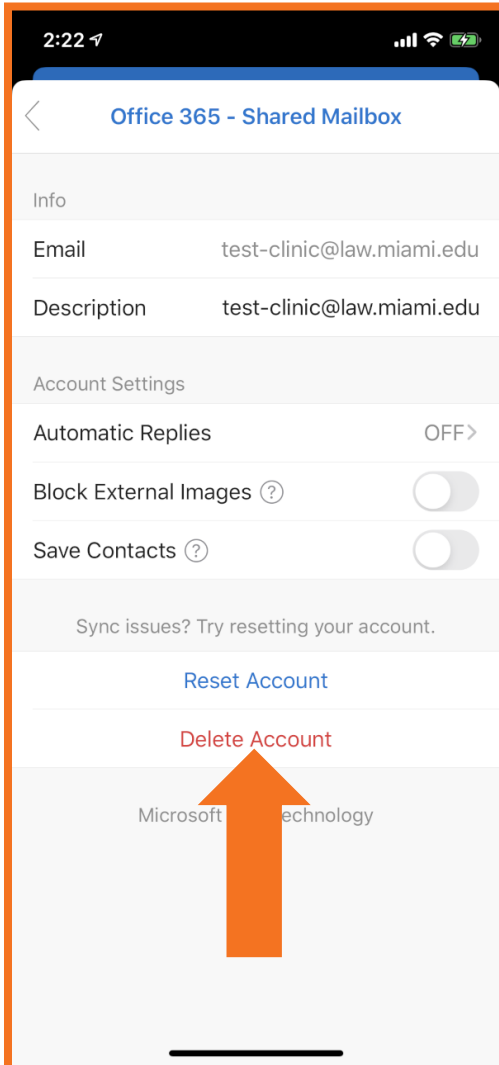 2:22
Office 365 - Shared Mailbox
Info
Email test-clinic@law.miami.edu
Description test-clinic@law.miami.edu
Account Settings
Automatic Replies OFF
Block External Images ?
Save Contacts ?
Sync issues? Try resetting your account.
Reset Account
Delete Account
Microsoft